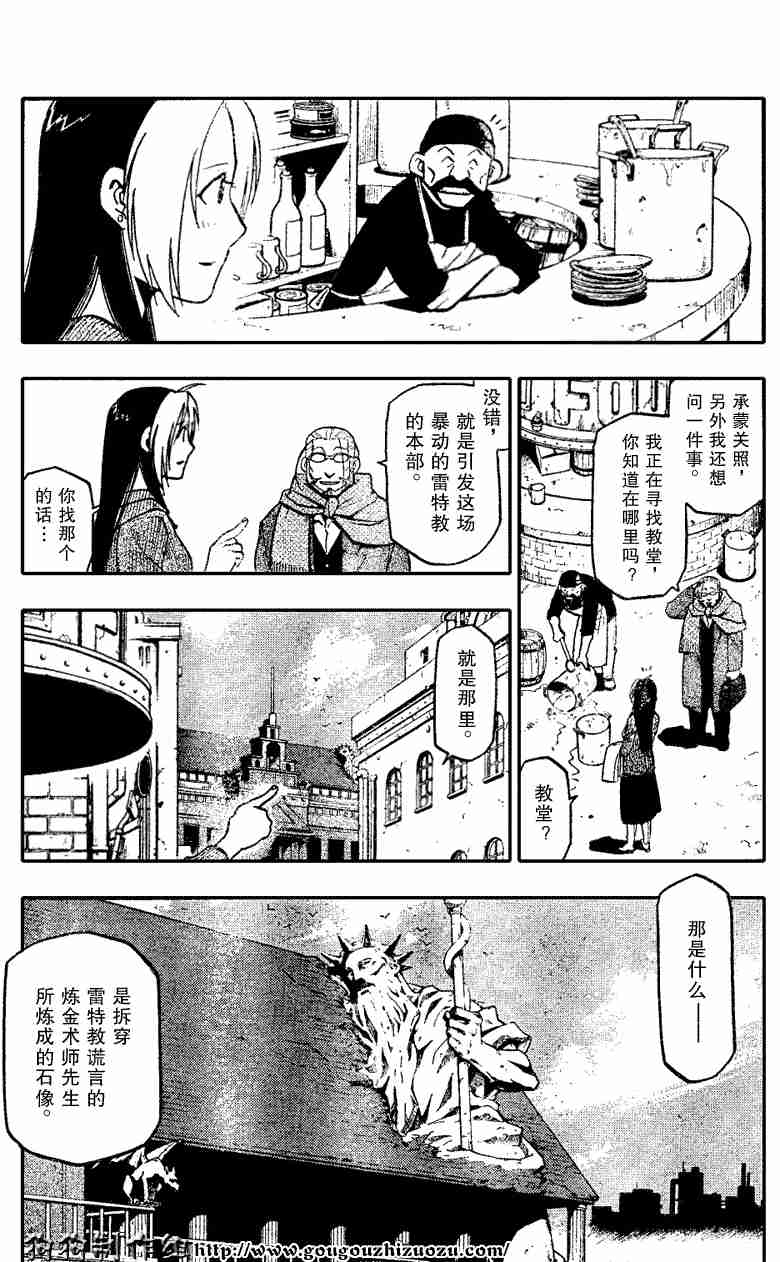 承蒙关照，
另外我还想
问一件事。
我正在寻找教堂，
你知道在哪里吗？
教堂？
没错，
就是引发这场
暴动的雷特教
的本部。
你找那个
的话…
就是那里。
那是什么——
是拆穿
雷特教谎言的
炼金术师先生
所炼成的石像。
http://www.gougouzhizuozu.com/